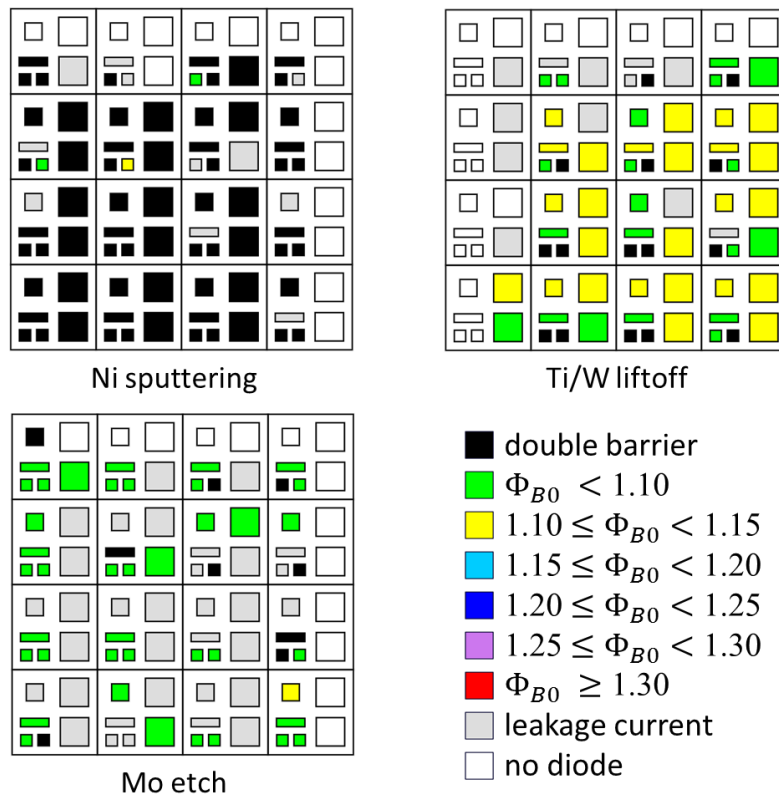 Ni sputtering
Ti/W liftoff
Mo etch
double barrier
Φ_B0 < 1.10
1.10 ≤ Φ_B0 < 1.15
1.15 ≤ Φ_B0 < 1.20
1.20 ≤ Φ_B0 < 1.25
1.25 ≤ Φ_B0 < 1.30
Φ_B0 ≥ 1.30
leakage current
no diode